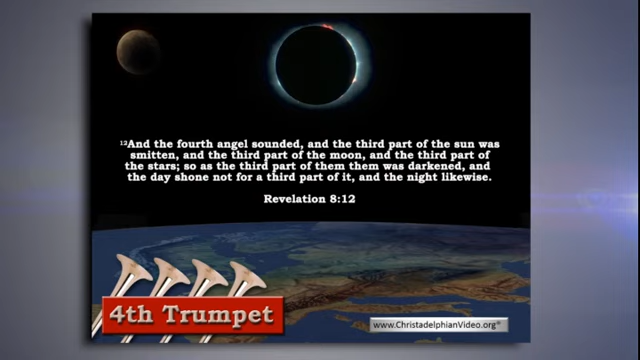 ¹²And the fourth angel sounded, and the third part of the sun was
smitten, and the third part of the moon, and the third part of
the stars; so as the third part of them them was darkened, and
the day shone not for a third part of it, and the night likewise.
Revelation 8:12
4th Trumpet
www.ChristadelphianVideo.org®